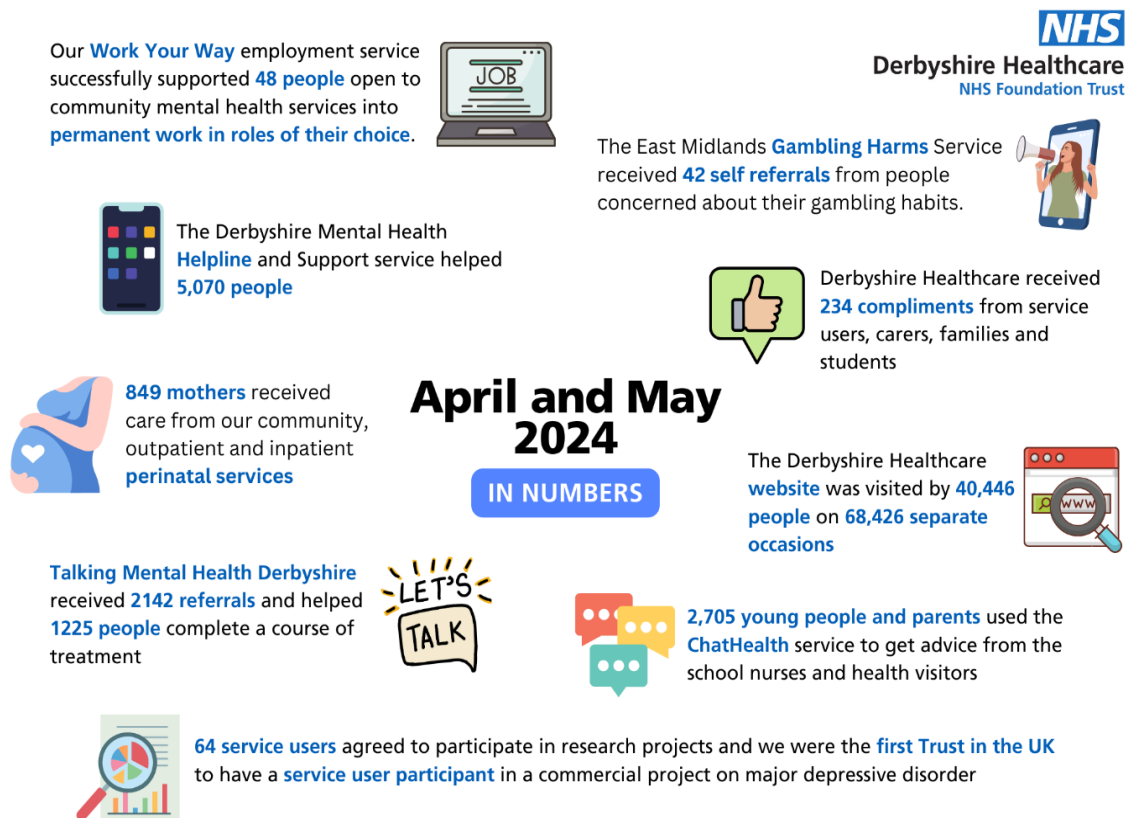 Our Work Your Way employment service
successfully supported 48 people open to
community mental health services into
permanent work in roles of their choice.
JOB
NHS
Derbyshire Healthcare
NHS Foundation Trust
The East Midlands Gambling Harms Service
received 42 self referrals from people
concerned about their gambling habits.
The Derbyshire Mental Health
Helpline and Support service helped
5,070 people
Derbyshire Healthcare received
234 compliments from service
users, carers, families and
students
849 mothers received
care from our community,
outpatient and inpatient
perinatal services
April and May
2024
IN NUMBERS
The Derbyshire Healthcare
website was visited by 40,446
people on 68,426 separate
occasions
WWW
Talking Mental Health Derbyshire
received 2142 referrals and helped
1225 people complete a course of
treatment
LET'S
TALK
2,705 young people and parents used the
ChatHealth service to get advice from the
school nurses and health visitors
64 service users agreed to participate in research projects and we were the first Trust in the UK
to have a service user participant in a commercial project on major depressive disorder